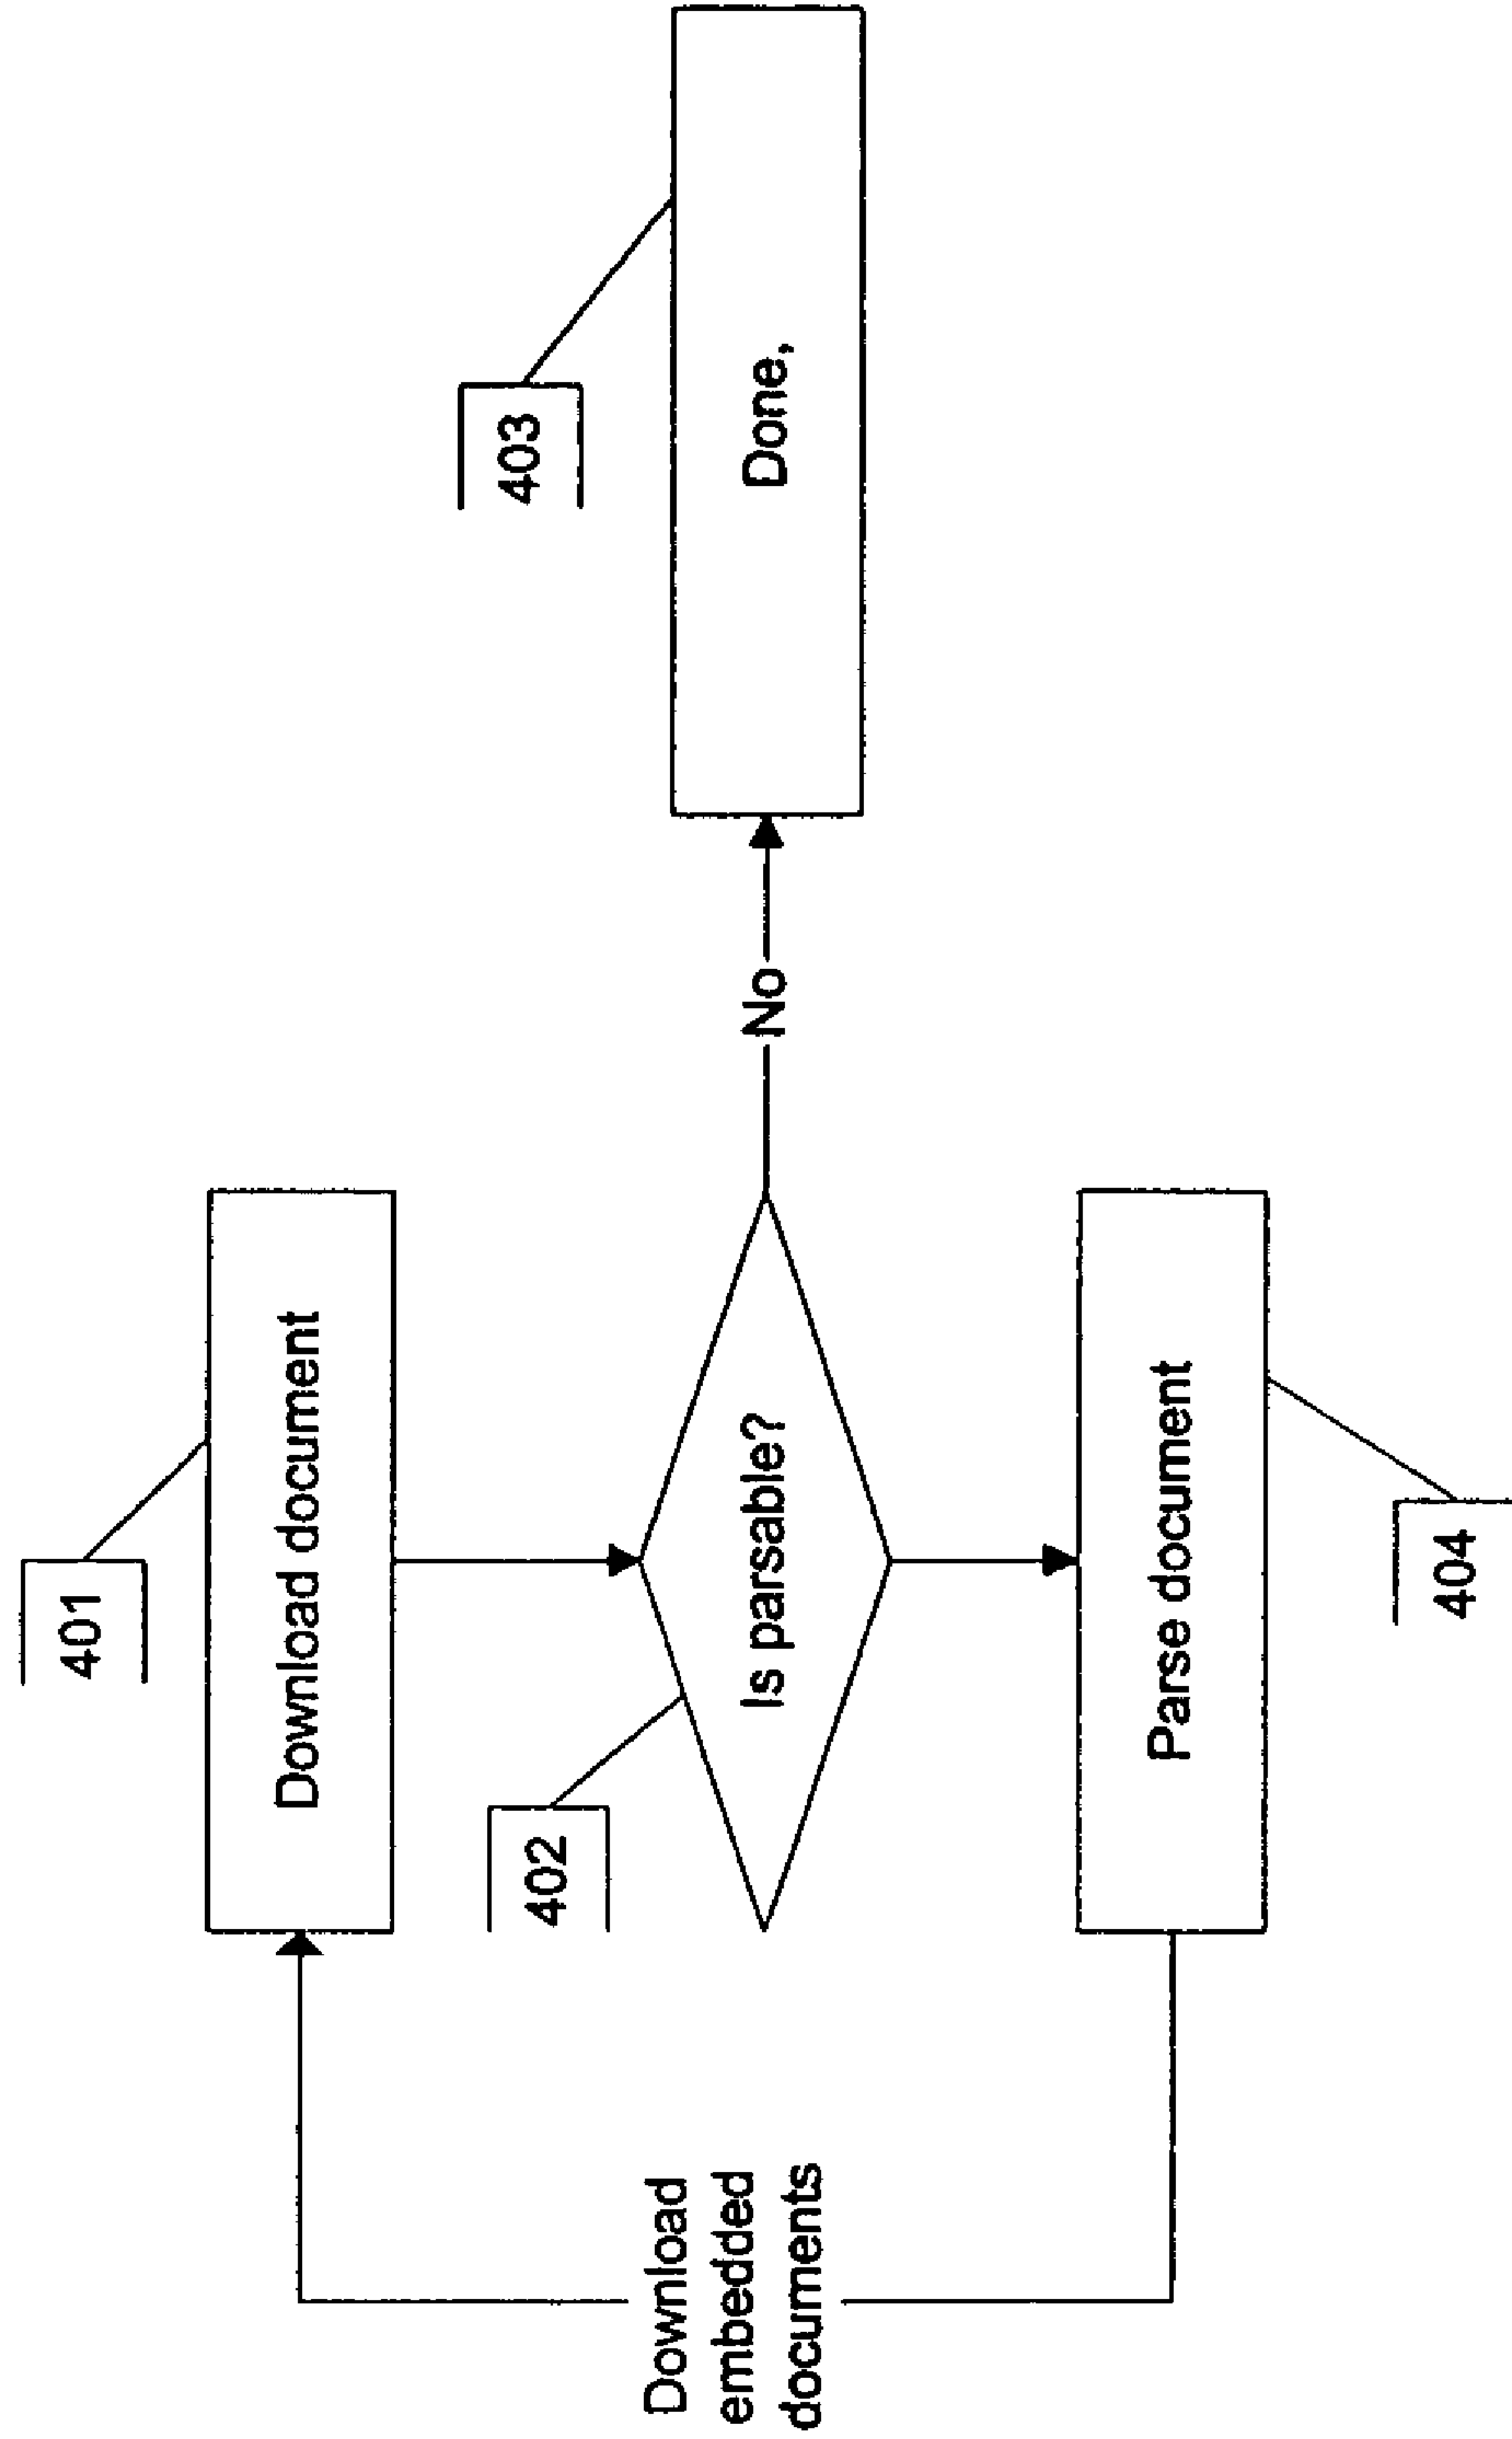 401
Download document
402
Is parsable?
No
403
Done,
Parse document
404
Download
embedded
documents